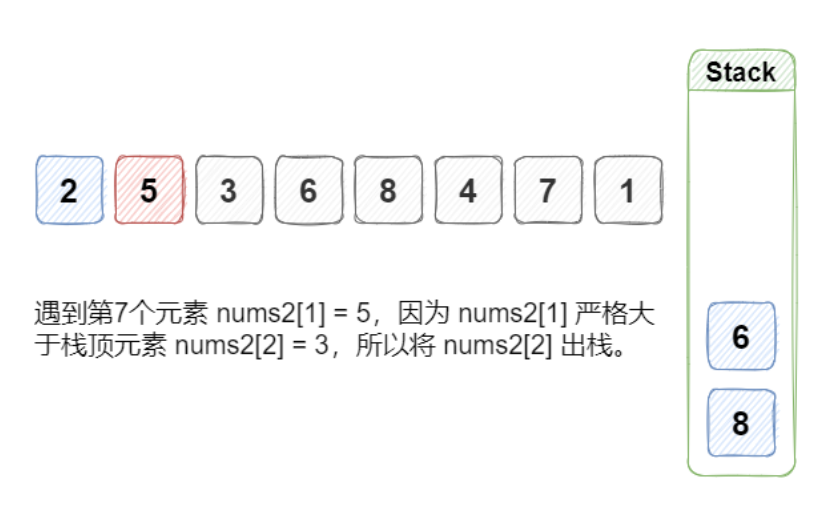 Stack
2 5 3 6 8 4 7 1
遇到第7个元素 nums2[1] = 5，因为 nums2[1] 严格大
于栈顶元素 nums2[2] = 3，所以将 nums2[2] 出栈。
6
8